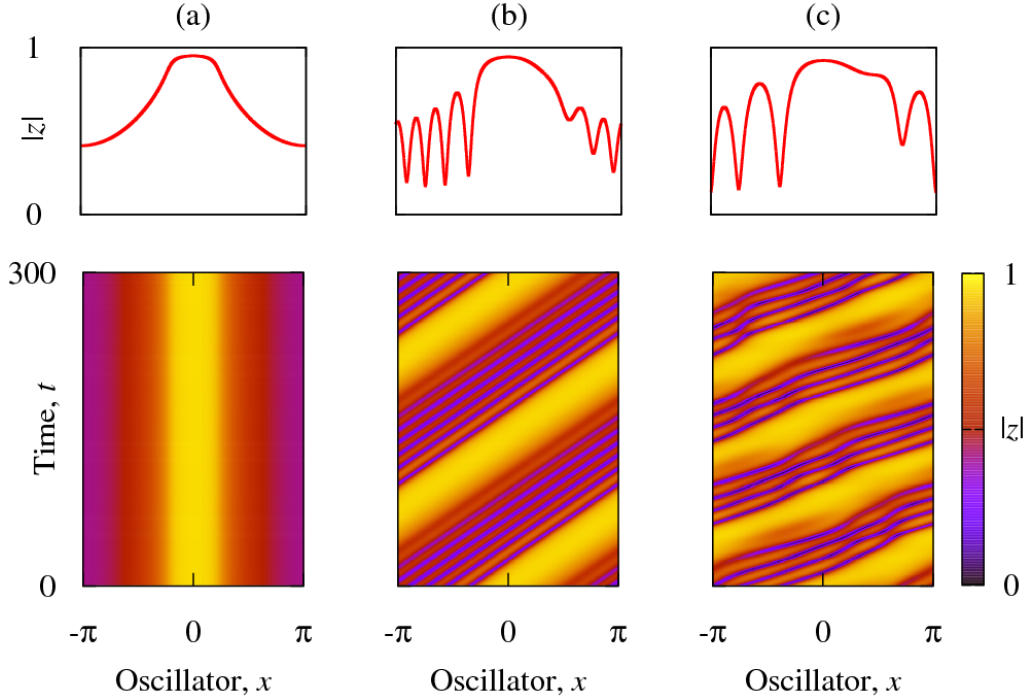 (a) (b) (c)
1
|z|
0
300
Time, t
0
1
|z|
0
-π 0 π -π 0 π -π 0 π
Oscillator, x Oscillator, x Oscillator, x